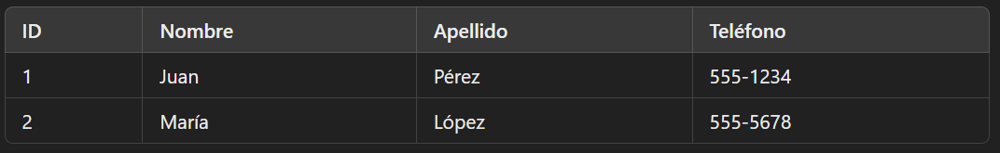 ID Nombre Apellido Teléfono
1 Juan Pérez 555-1234
2 María López 555-5678